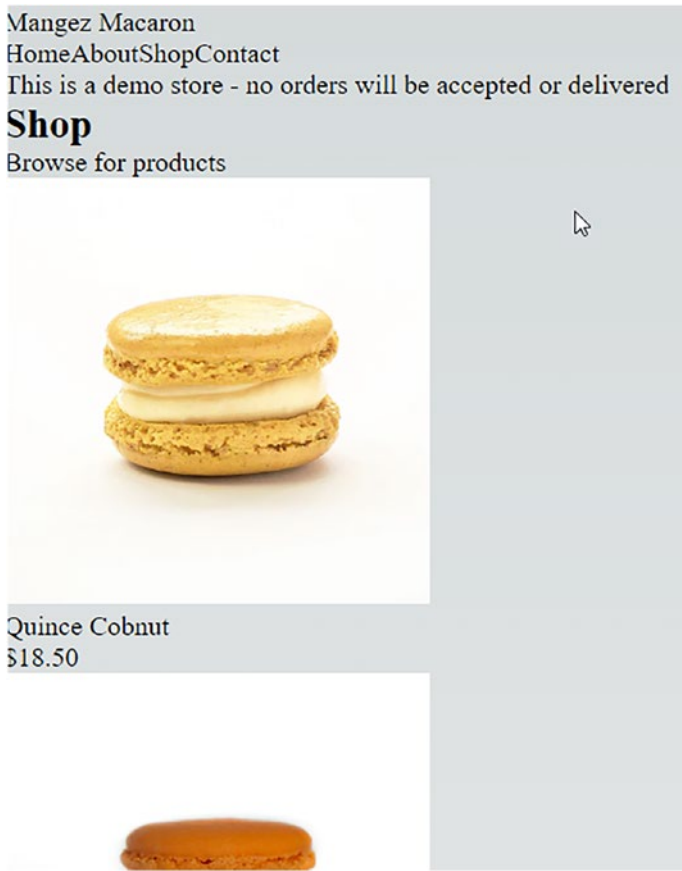 Mangez Macaron
HomeAboutShopContact
This is a demo store - no orders will be accepted or delivered
Shop
Browse for products
Quince Cobnut
$18.50